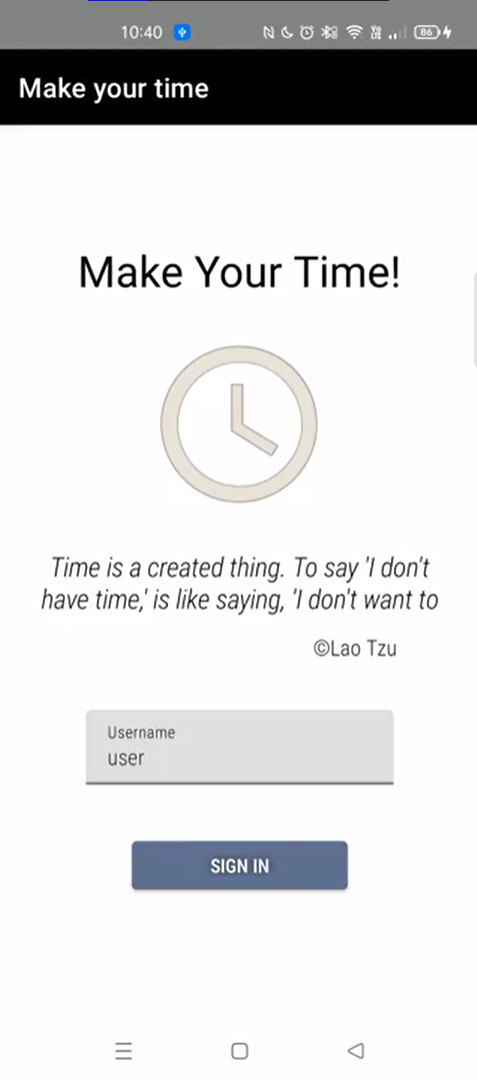 10:40
86
Make your time
Make Your Time!
Time is a created thing. To say 'I don't
have time,' is like saying, 'I don't want to
©Lao Tzu
Username
user
SIGN IN